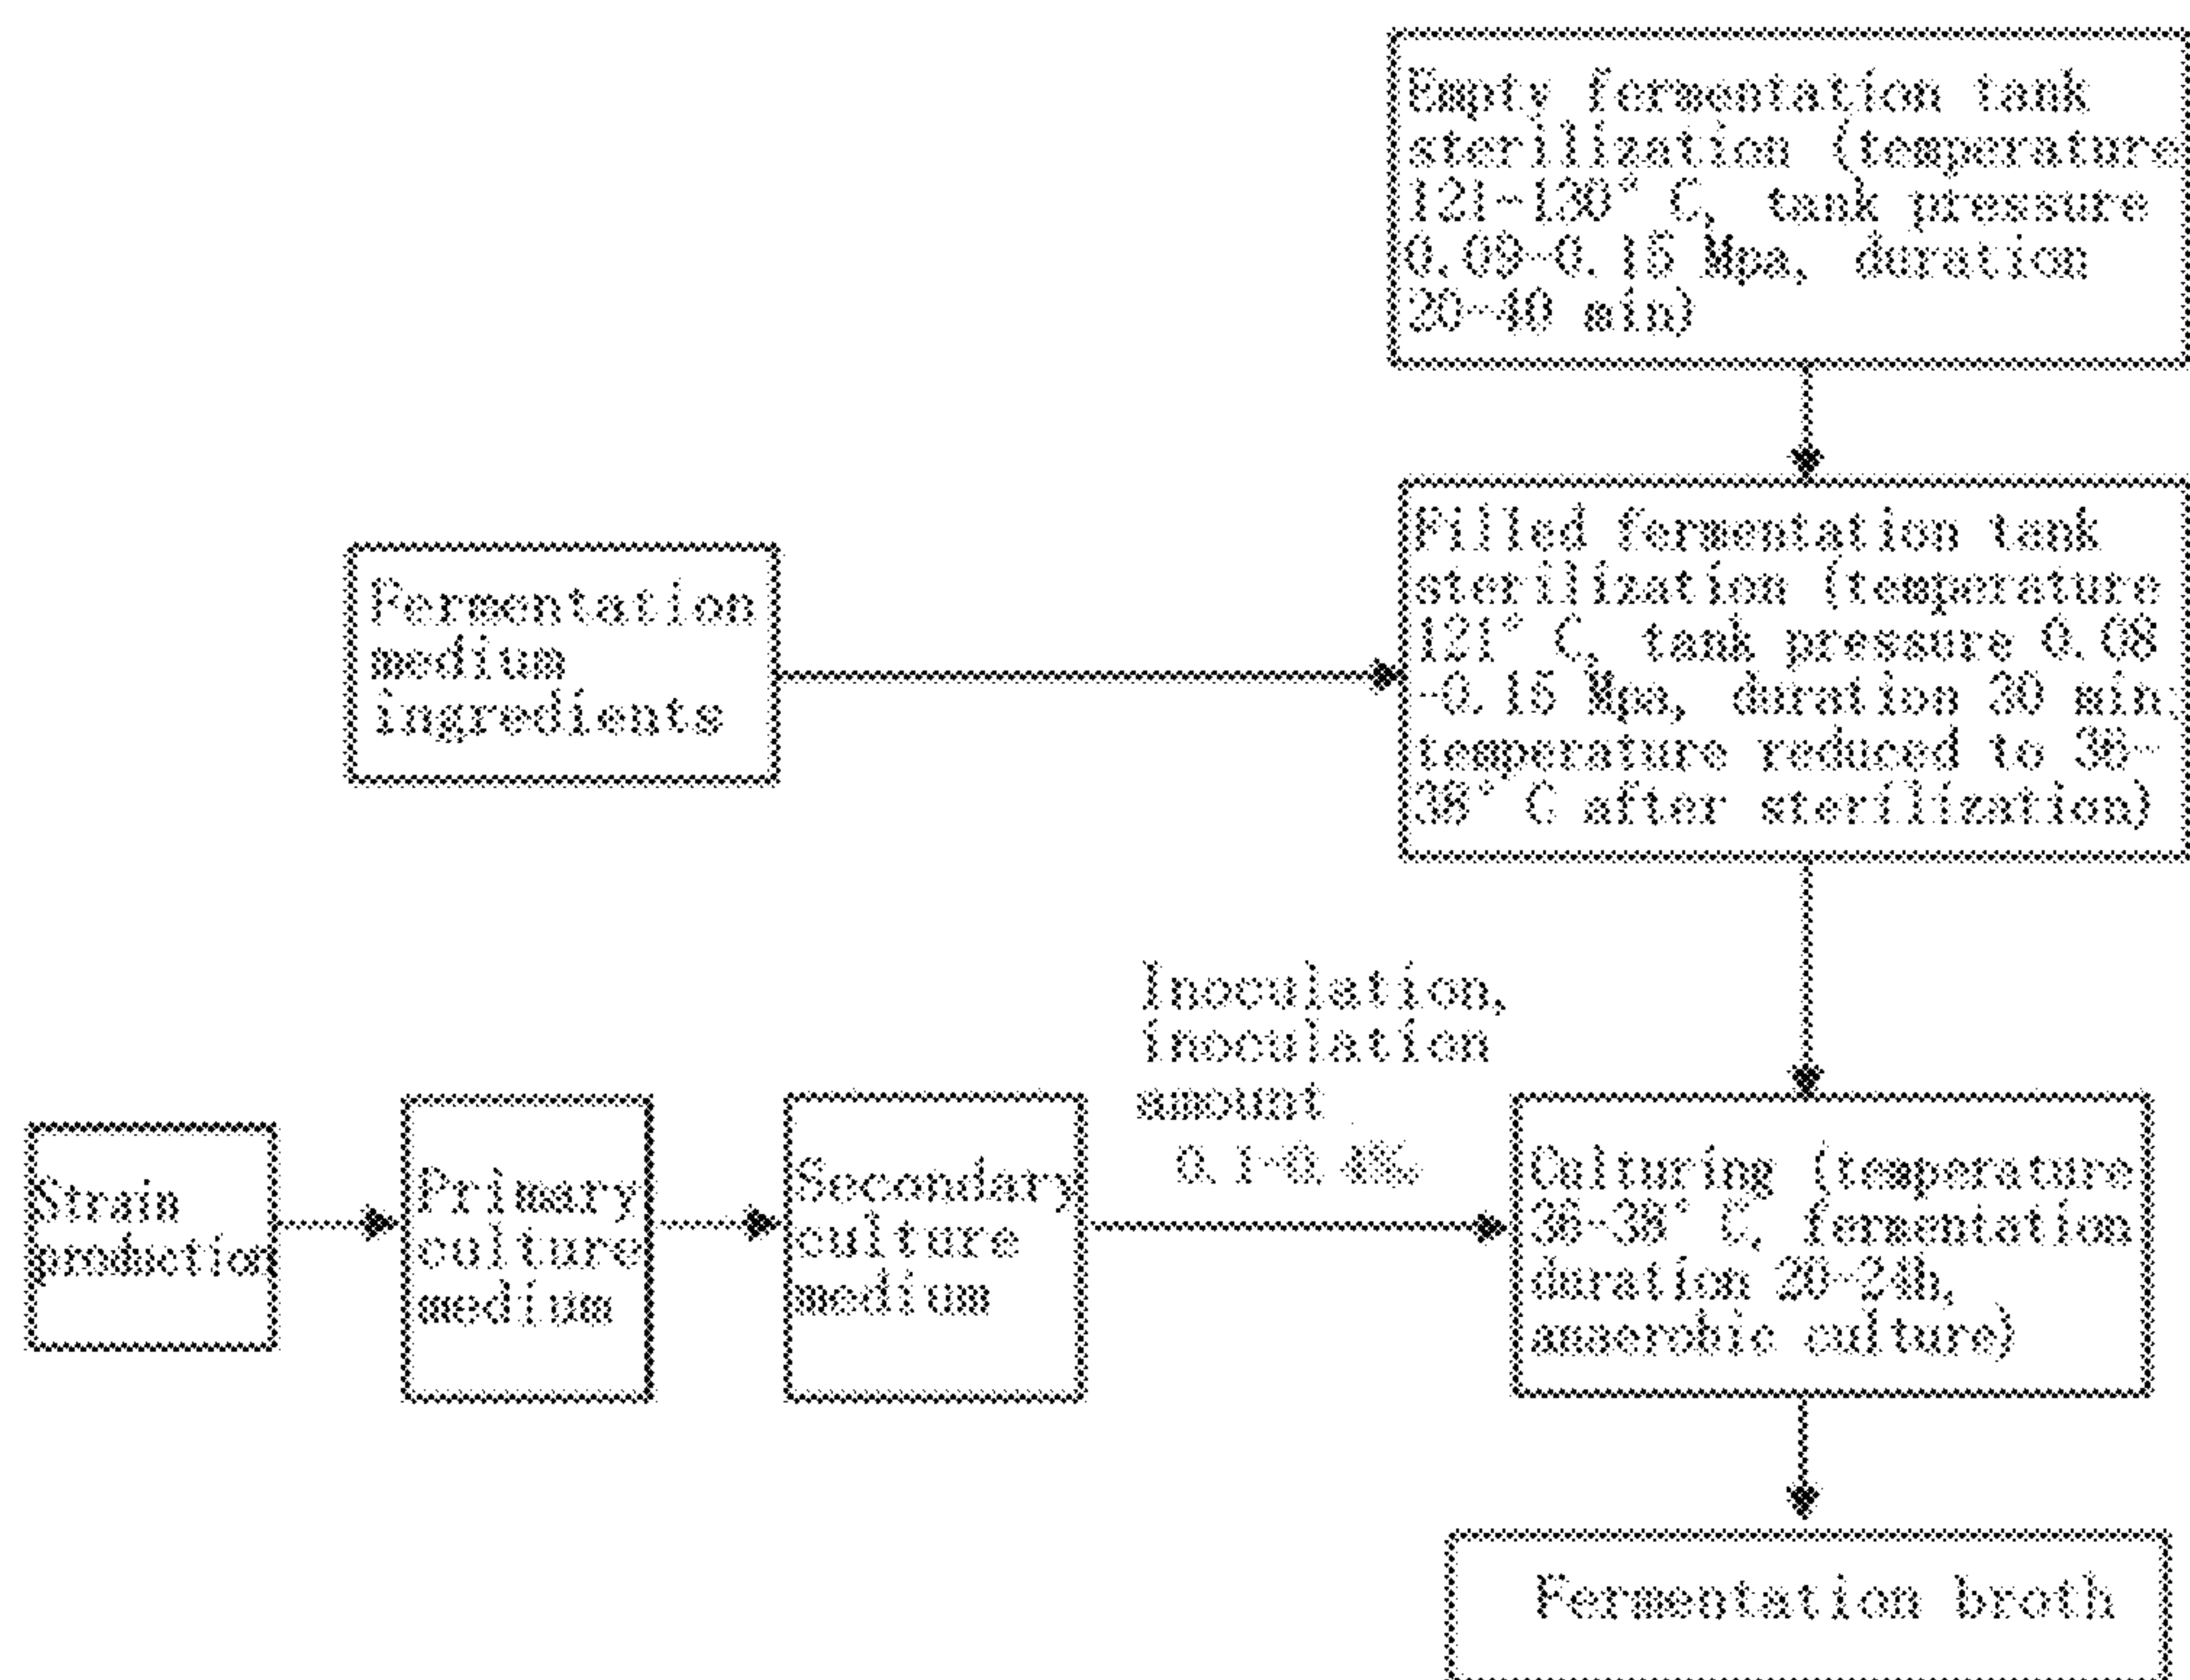 Empty fermentation tank
sterilization (temperature
121~130° C, tank pressure
0.09~0.15 Mpa, duration
20~40 min)
Filled fermentation tank
sterilization (temperature
121° C, tank pressure 0.08
~0.15 Mpa, duration 30 min;
temperature reduced to 36~
38° C after sterilization)
Fermentation
medium
ingredients
Inoculation,
inoculation
amount
0.1~0.4%
Strain
production
Primary
culture
medium
Secondary
culture
medium
Culturing (temperature
36~38° C, fermentation
duration 20~24h,
anaerobic culture)
Fermentation broth